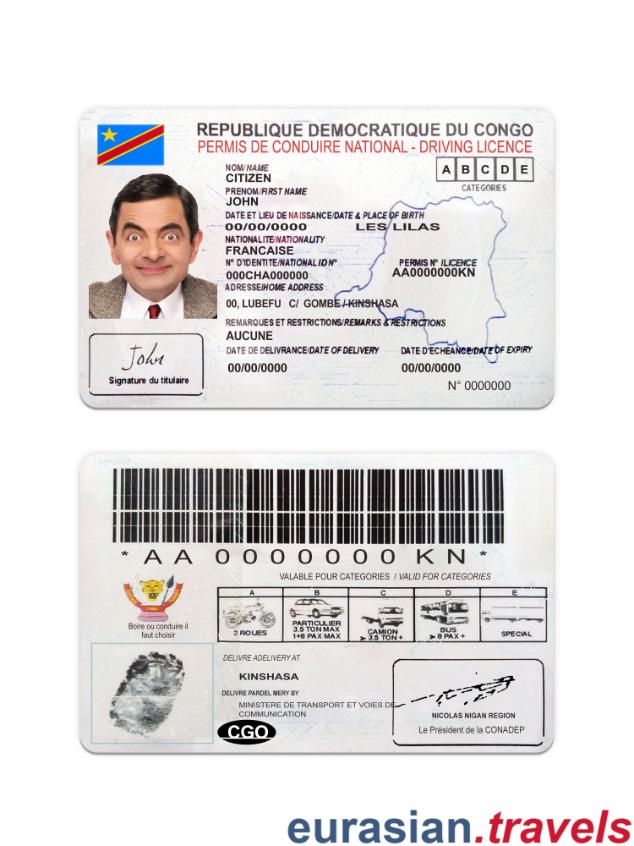 REPUBLIQUE DEMOCRATIQUE DU CONGO
PERMIS DE CONDUIRE NATIONAL - DRIVING LICENCE
NOM/NAME
CITIZEN
A B C D E
CATEGORIES
PRENOM/FIRST NAME
JOHN
DATE ET LIEU DE NAISSANCE/DATE & PLACE OF BIRTH
00/00/0000 LES LILAS
NATIONALITE/NATIONALITY
FRANCAISE
N° D'IDENTITE/NATIONAL ID N° PERMIS N° /LICENCE
000CHA000000 AA0000000KN
ADRESSE/HOME ADDRESS
00, LUBEFU C/ GOMBE / KINSHASA
REMARQUES ET RESTRICTIONS/REMARKS & RESTRICTIONS
AUCUNE
DATE DE DELIVRANCE/DATE OF DELIVERY DATE D'ECHEANCE/DATE OF EXPIRY
00/00/0000 00/00/0000
N° 0000000
John
Signature du titulaire
* AA 0000000 KN *
VALABLE POUR CATEGORIES / VALID FOR CATEGORIES
A B C D E
2 ROUES
PARTICULIER
3.5 TON MAX
1+8 PAX MAX
CAMION
> 3.5 TON +
BUS
> 8 PAX +
SPECIAL
Boire ou conduire il
faut choisir
DELIVRE ADELIVERY AT
KINSHASA
DELIVRE PARDEL MERY BY
MINISTERE DE TRANSPORT ET VOIES DE
COMMUNICATION
CGO
NICOLAS NIGAN REGION
Le Président de la CONADEP
eurasian.travels